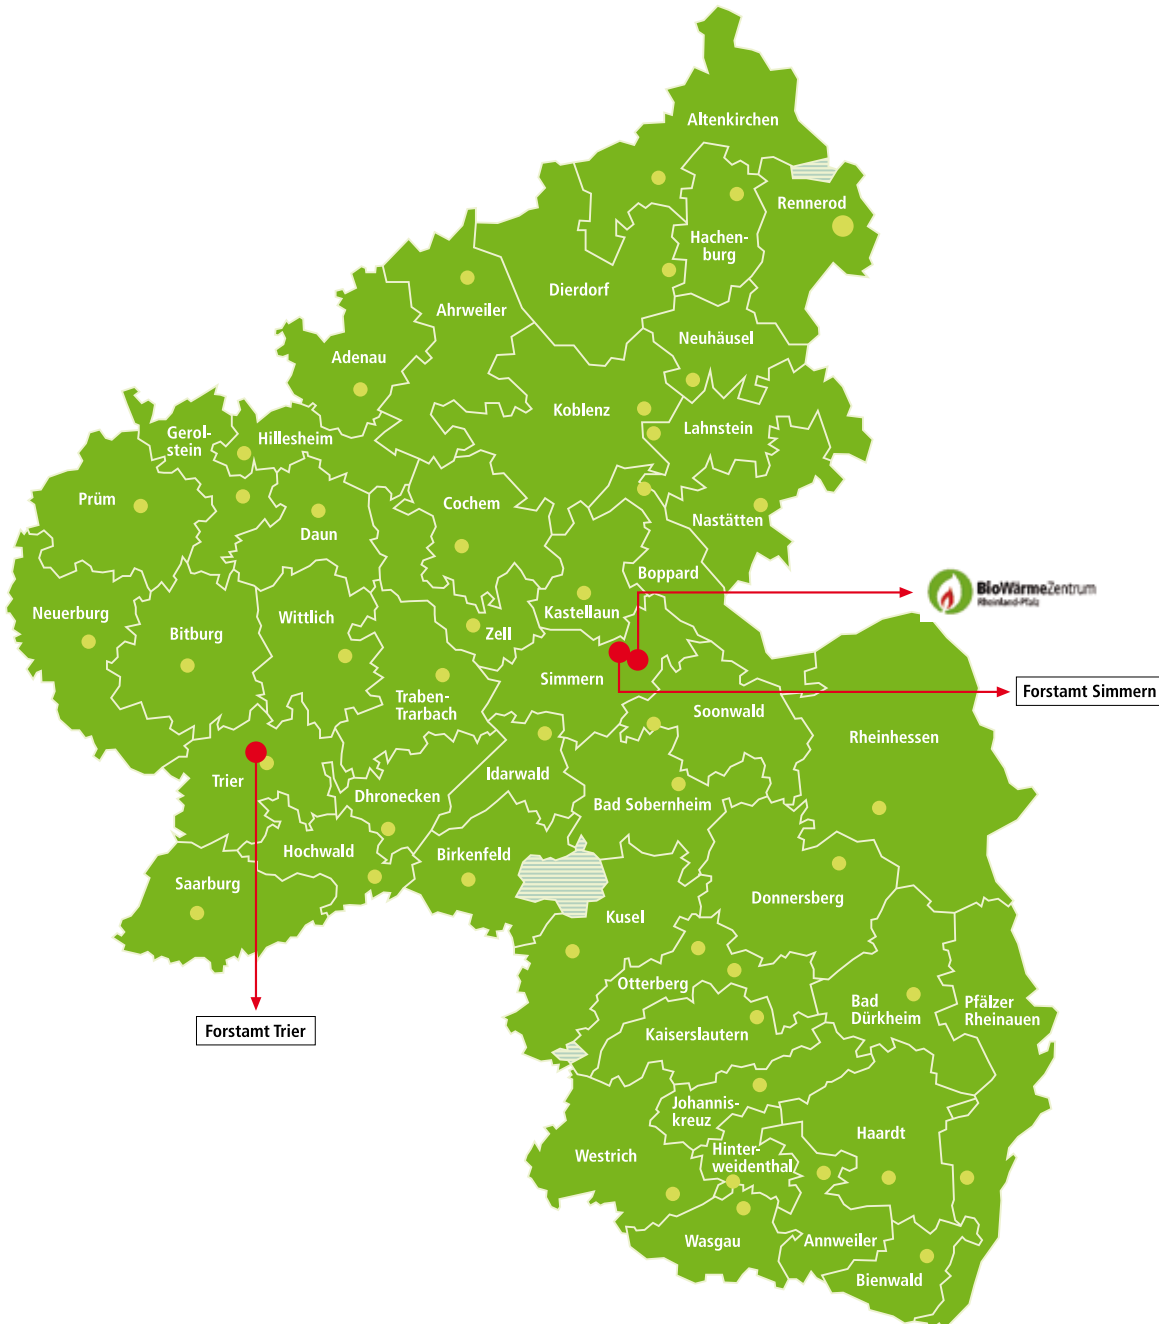 Altenkirchen
Rennerod
Hachen-
burg
Dierdorf
Ahrweiler
Neuhäusel
Adenau
Koblenz
Lahnstein
Gerol-
stein
Hillesheim
Prüm
Cochem
Daun
Nastätten
Boppard
BioWärmeZentrum
Rheinland-Pfalz
Neuerburg
Bitburg
Wittlich
Zell
Kastellaun
Simmern
Forstamt Simmern
Traben-
Trarbach
Soonwald
Rheinhessen
Trier
Idarwald
Dhronecken
Bad Sobernheim
Hochwald
Birkenfeld
Saarburg
Donnersberg
Kusel
Otterberg
Bad
Dürkheim
Pfälzer
Rheinauen
Forstamt Trier
Kaiserslautern
Johannis-
kreuz
Haardt
Westrich
Hinter-
weidenthal
Wasgau
Annweiler
Bienwald